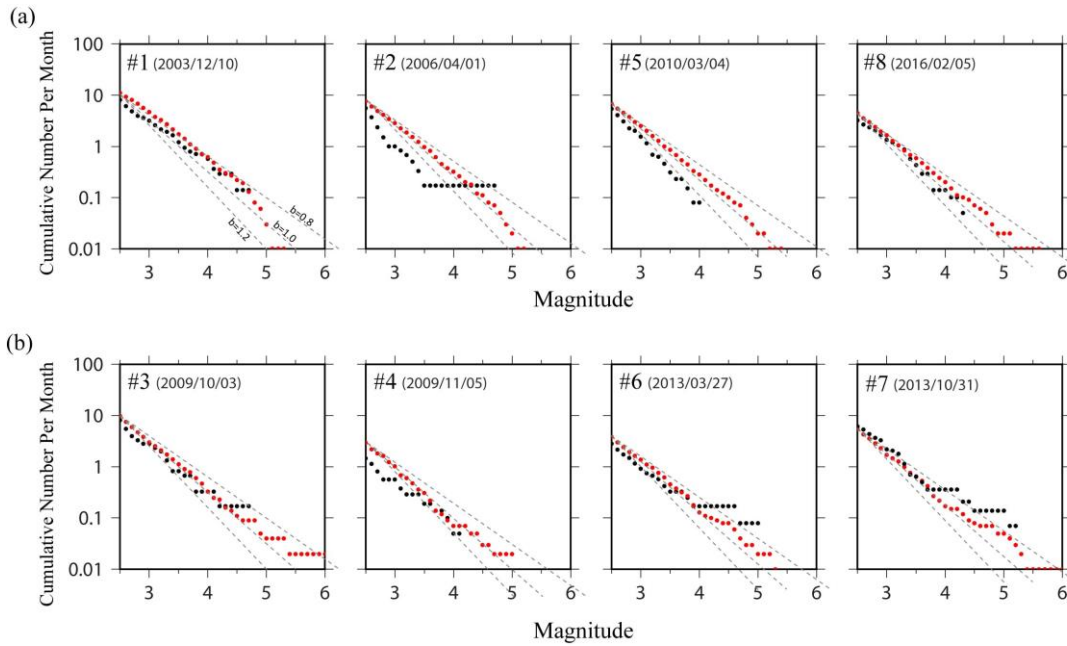 (a)
#1 (2003/12/10)
#2 (2006/04/01)
#5 (2010/03/04)
#8 (2016/02/05)
Cumulative Number Per Month
100
10
1
0.1
0.01
b=1.2
b=1.0
b=0.8
3 4 5 6
3 4 5 6
3 4 5 6
3 4 5 6
Magnitude
(b)
#3 (2009/10/03)
#4 (2009/11/05)
#6 (2013/03/27)
#7 (2013/10/31)
Cumulative Number Per Month
100
10
1
0.1
0.01
3 4 5 6
3 4 5 6
3 4 5 6
3 4 5 6
Magnitude